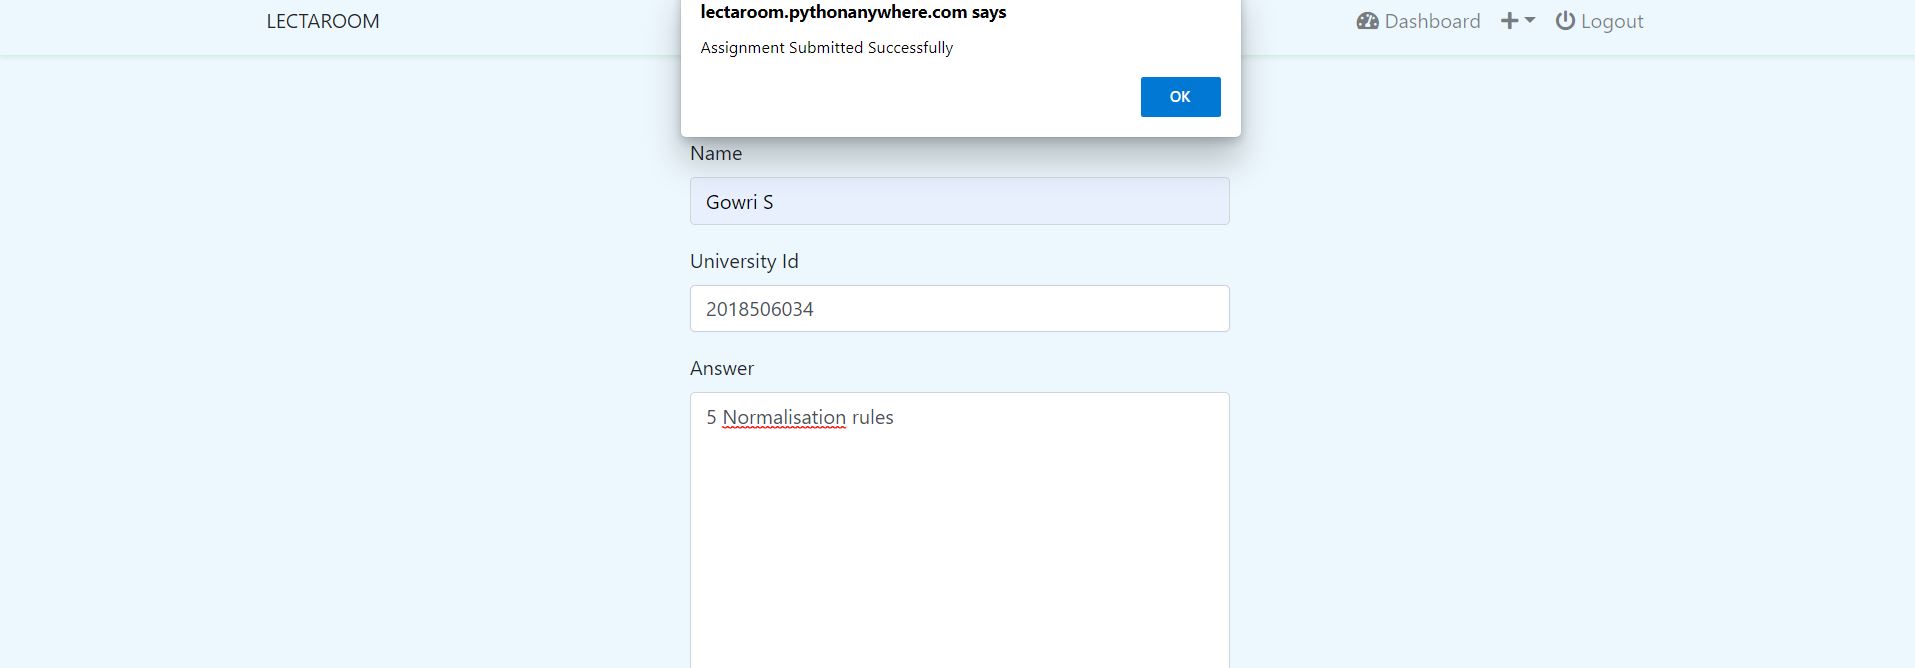 LECTAROOM
lectaroom.pythonanywhere.com says
Assignment Submitted Successfully
OK
Dashboard
Logout
Name
Gowri S
University Id
2018506034
Answer
5 Normalisation rules